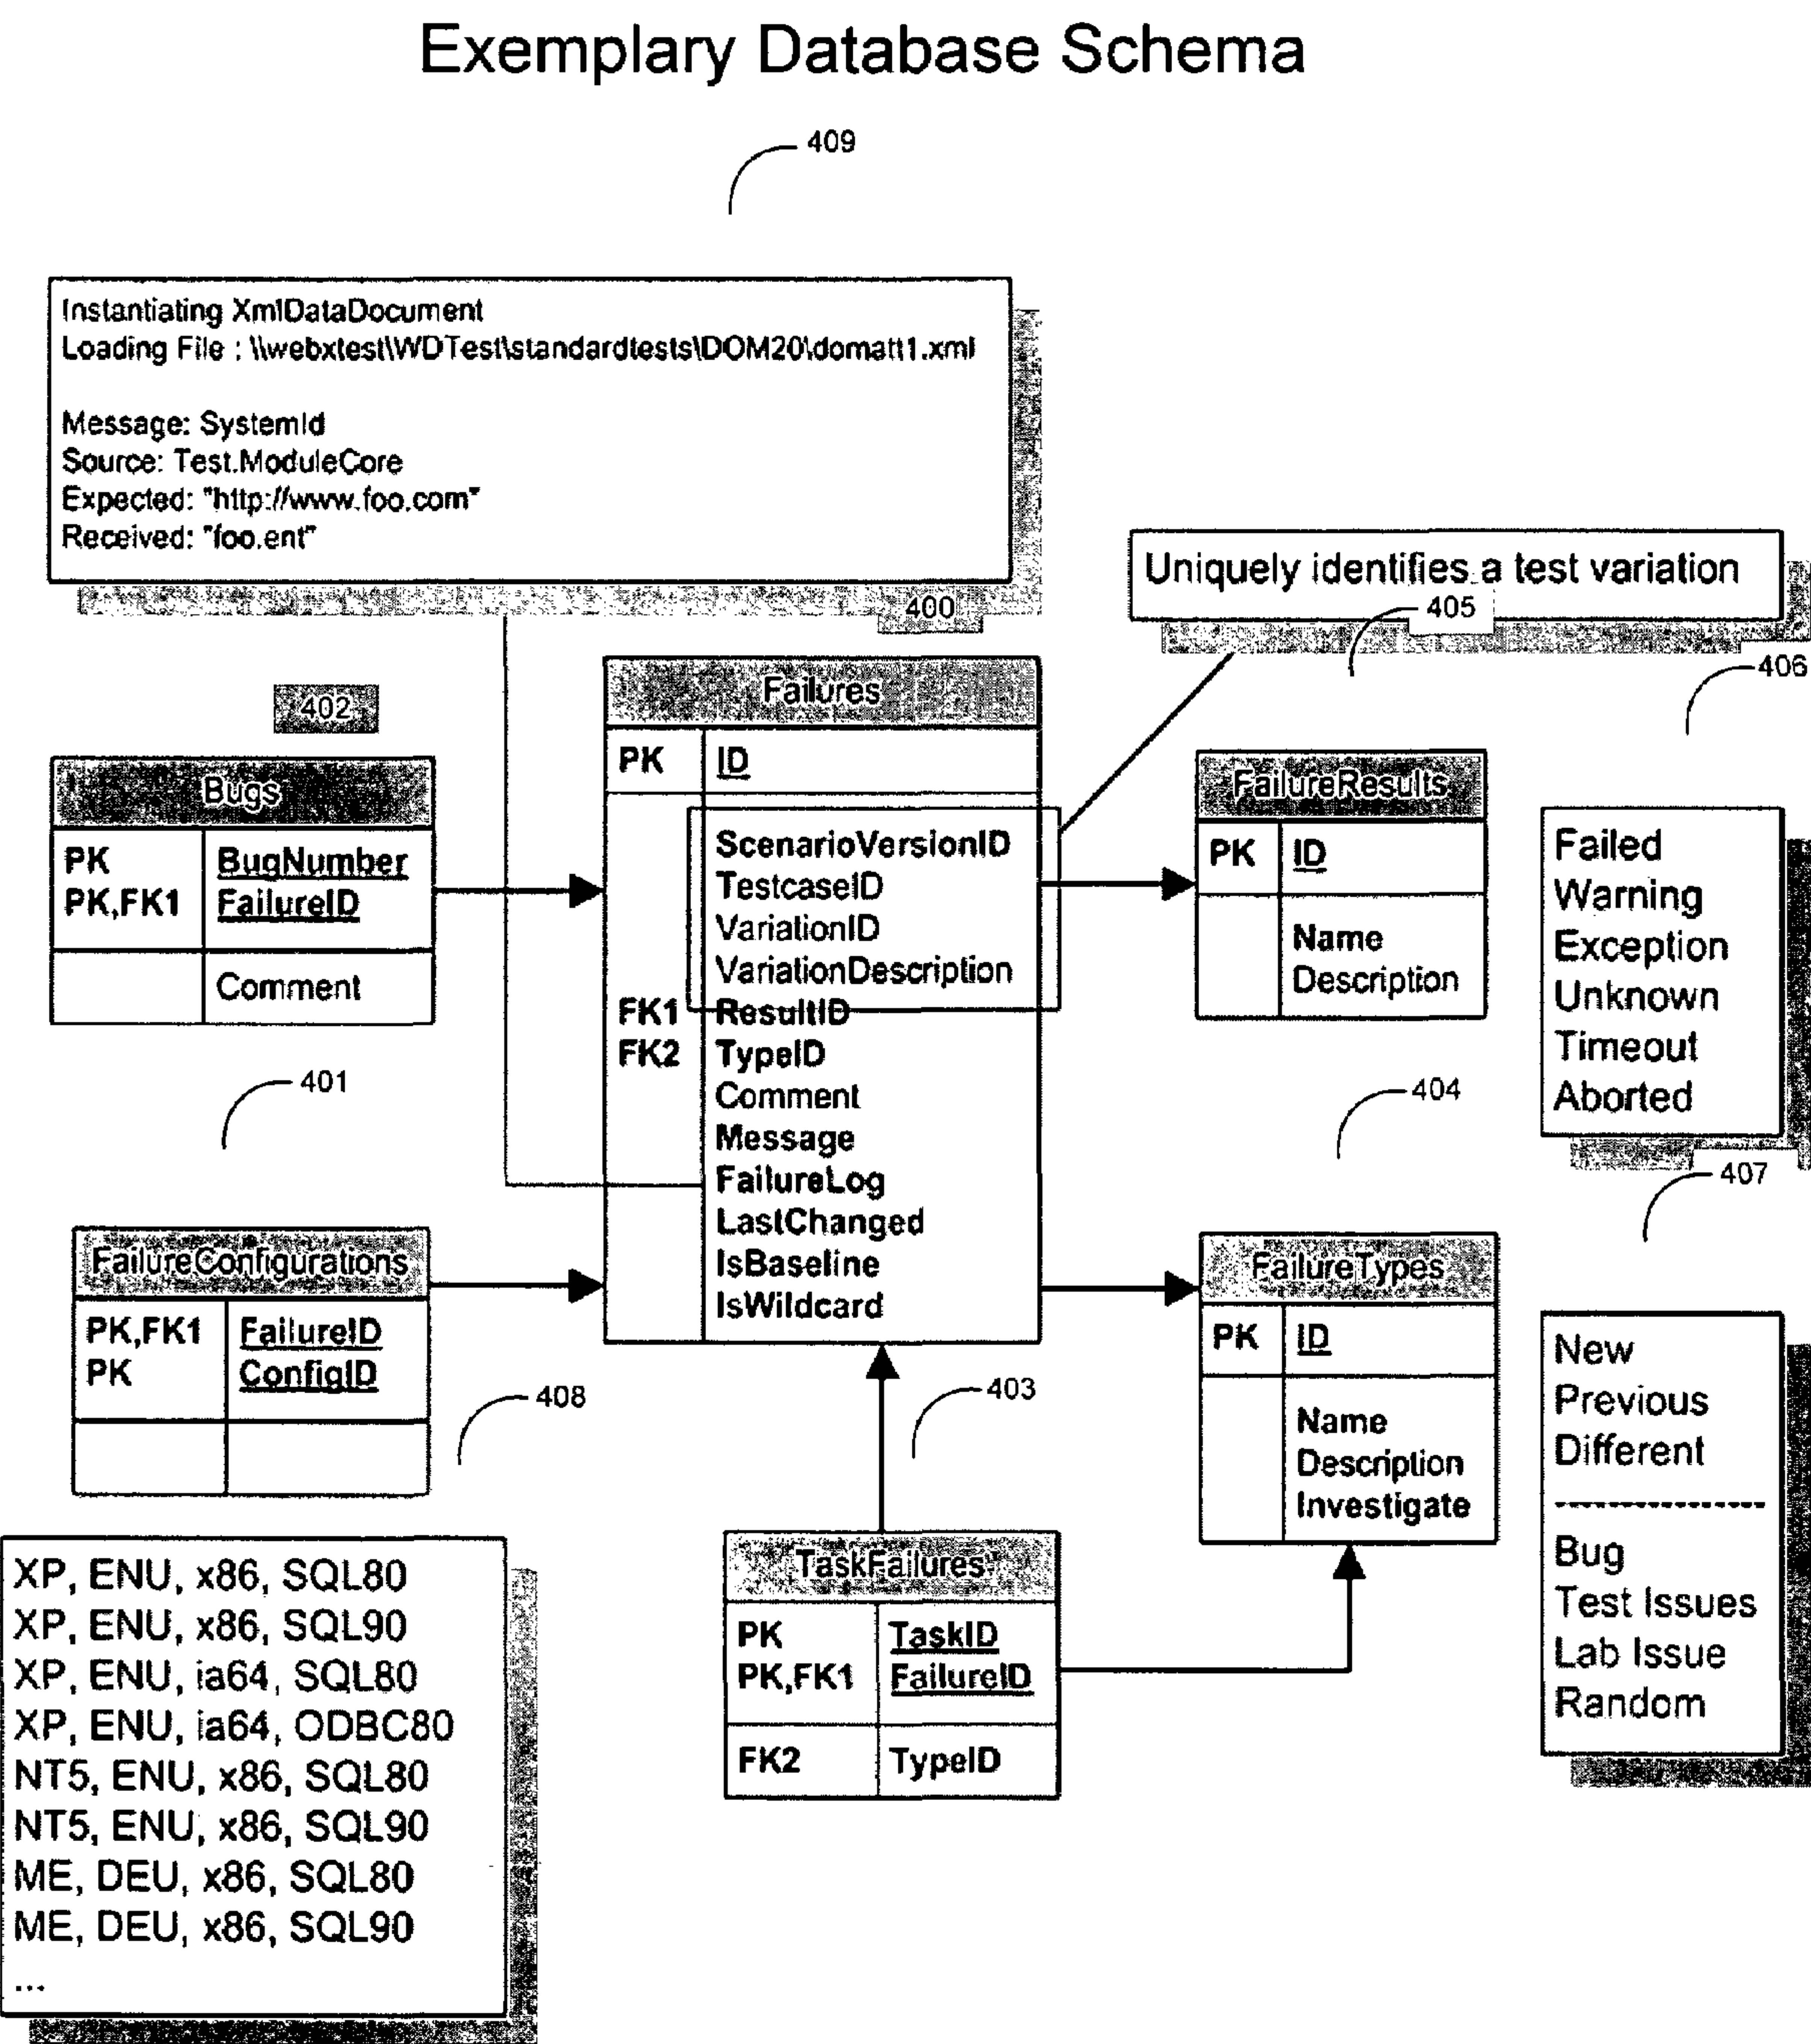 Exemplary Database Schema
409
Instantiating XmlDataDocument
Loading File : \\webxtest\WDTest\standardtests\DOM20\domatt1.xml
Message: SystemId
Source: Test.ModuleCore
Expected: "http://www.foo.com"
Received: "foo.ent"
400
Uniquely identifies a test variation
405
406
402
Bugs
PK BugNumber
PK,FK1 FailureID
Comment
401
Failures
PK ID
ScenarioVersionID
TestcaseID
VariationID
VariationDescription
FK1 ResultID
FK2 TypeID
Comment
Message
FailureLog
LastChanged
IsBaseline
IsWildcard
FailureResults
PK ID
Name
Description
Failed
Warning
Exception
Unknown
Timeout
Aborted
404
407
FailureConfigurations
PK,FK1 FailureID
PK ConfigID
408
403
FailureTypes
PK ID
Name
Description
Investigate
New
Previous
Different
---------------------
Bug
Test Issues
Lab Issue
Random
XP, ENU, x86, SQL80
XP, ENU, x86, SQL90
XP, ENU, ia64, SQL80
XP, ENU, ia64, ODBC80
NT5, ENU, x86, SQL80
NT5, ENU, x86, SQL90
ME, DEU, x86, SQL80
ME, DEU, x86, SQL90
...
TaskFailures
PK TaskID
PK,FK1 FailureID
FK2 TypeID